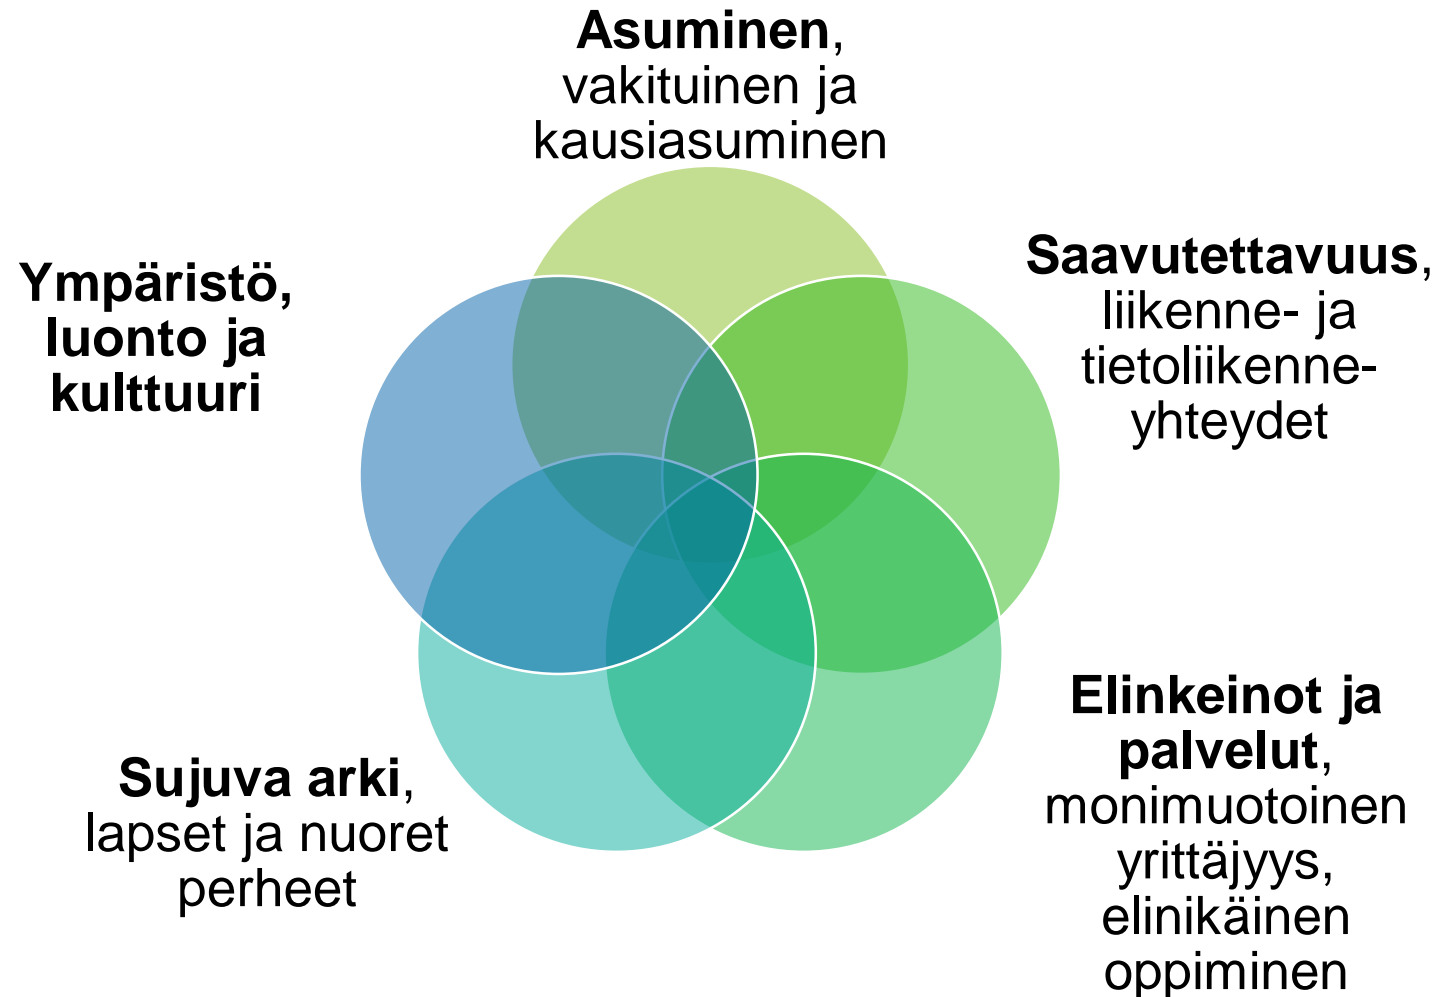 Asuminen,
vakituinen ja
kausiasuminen
Saavutettavuus,
liikenne- ja
tietoliikenne-
yhteydet
Elinkeinot ja
palvelut,
monimuotoinen
yrittäjyys,
elinikäinen
oppiminen
Sujuva arki,
lapset ja nuoret
perheet
Ympäristö,
luonto ja
kulttuuri